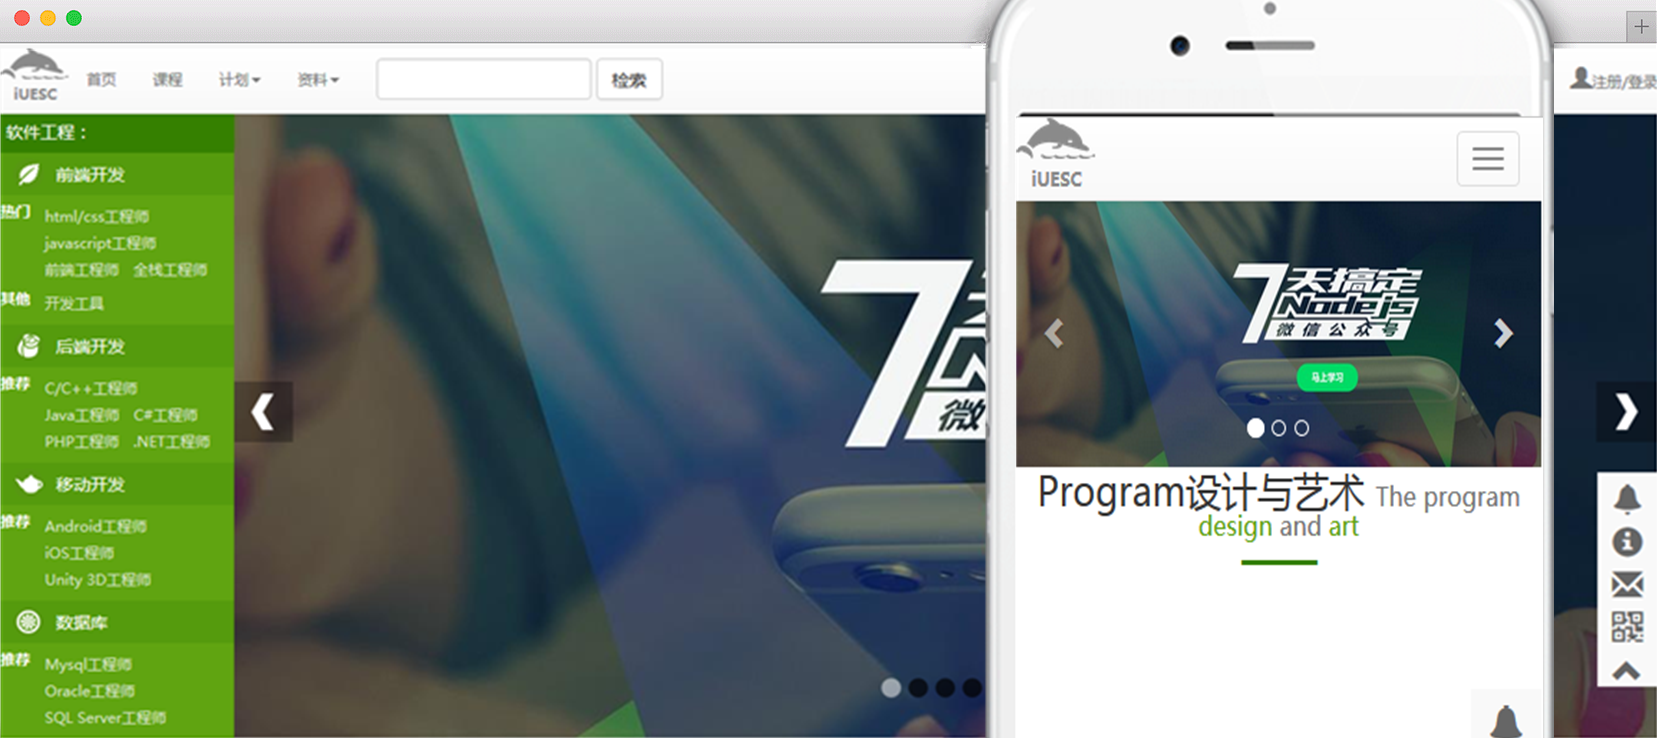 iUESC
首页 课程 计划 资料 检索 注册/登录
软件工程：
前端开发
热门 html/css工程师
javascript工程师
前端工程师 全栈工程师
其他 开发工具
后端开发
推荐 C/C++工程师
Java工程师 C#工程师
PHP工程师 .NET工程师
移动开发
推荐 Android工程师
iOS工程师
Unity 3D工程师
数据库
推荐 Mysql工程师
Oracle工程师
SQL Server工程师
7
微
iUESC
7天搞定
Nodejs
微信公众号
马上学习
Program设计与艺术 The program
design and art